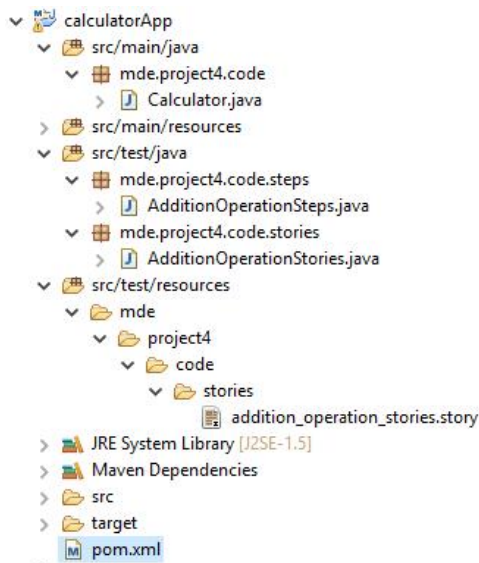 calculatorApp
src/main/java
mde.project4.code
Calculator.java
src/main/resources
src/test/java
mde.project4.code.steps
AdditionOperationSteps.java
mde.project4.code.stories
AdditionOperationStories.java
src/test/resources
mde
project4
code
stories
addition_operation_stories.story
JRE System Library [J2SE-1.5]
Maven Dependencies
src
target
pom.xml